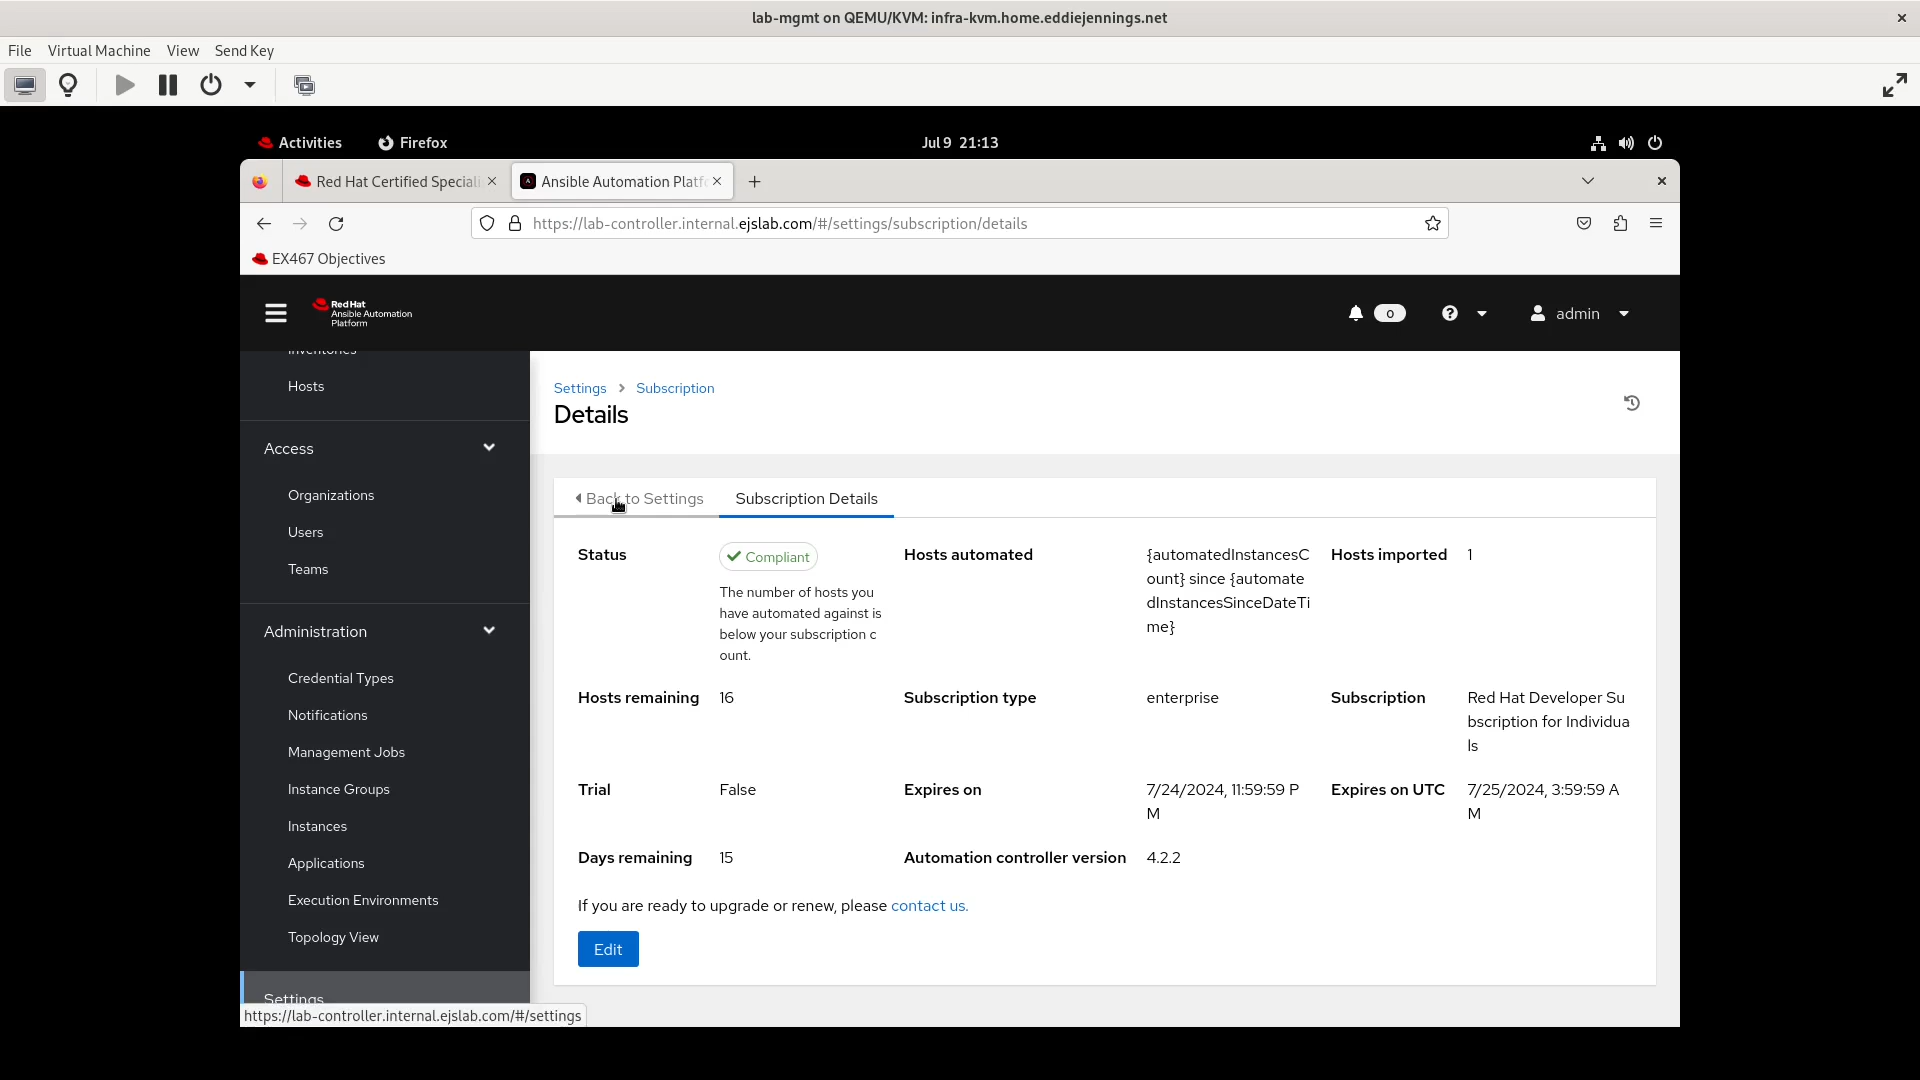 lab-mgmt on QEMU/KVM: infra-kvm.home.eddiejennings.net
File Virtual Machine View Send Key
Activities Firefox Jul 9 21:13
Red Hat Certified Speciali Ansible Automation Platf
https://lab-controller.internal.ejslab.com/#/settings/subscription/details
EX467 Objectives
Red Hat
Ansible Automation
Platform
0
admin
Inventories
Hosts
Access
Organizations
Users
Teams
Administration
Credential Types
Notifications
Management Jobs
Instance Groups
Instances
Applications
Execution Environments
Topology View
Settings
https://lab-controller.internal.ejslab.com/#/settings
Settings > Subscription
Details
Back to Settings Subscription Details
Status
Compliant
The number of hosts you
have automated against is
below your subscription c
ount.
Hosts automated
{automatedInstancesC
ount} since {automate
dInstancesSinceDateTi
me}
Hosts imported 1
Hosts remaining 16
Subscription type enterprise
Subscription
Red Hat Developer Su
bscription for Individua
ls
Trial False
Expires on
7/24/2024, 11:59:59 P
M
Expires on UTC
7/25/2024, 3:59:59 A
M
Days remaining 15
Automation controller version 4.2.2
If you are ready to upgrade or renew, please contact us.
Edit